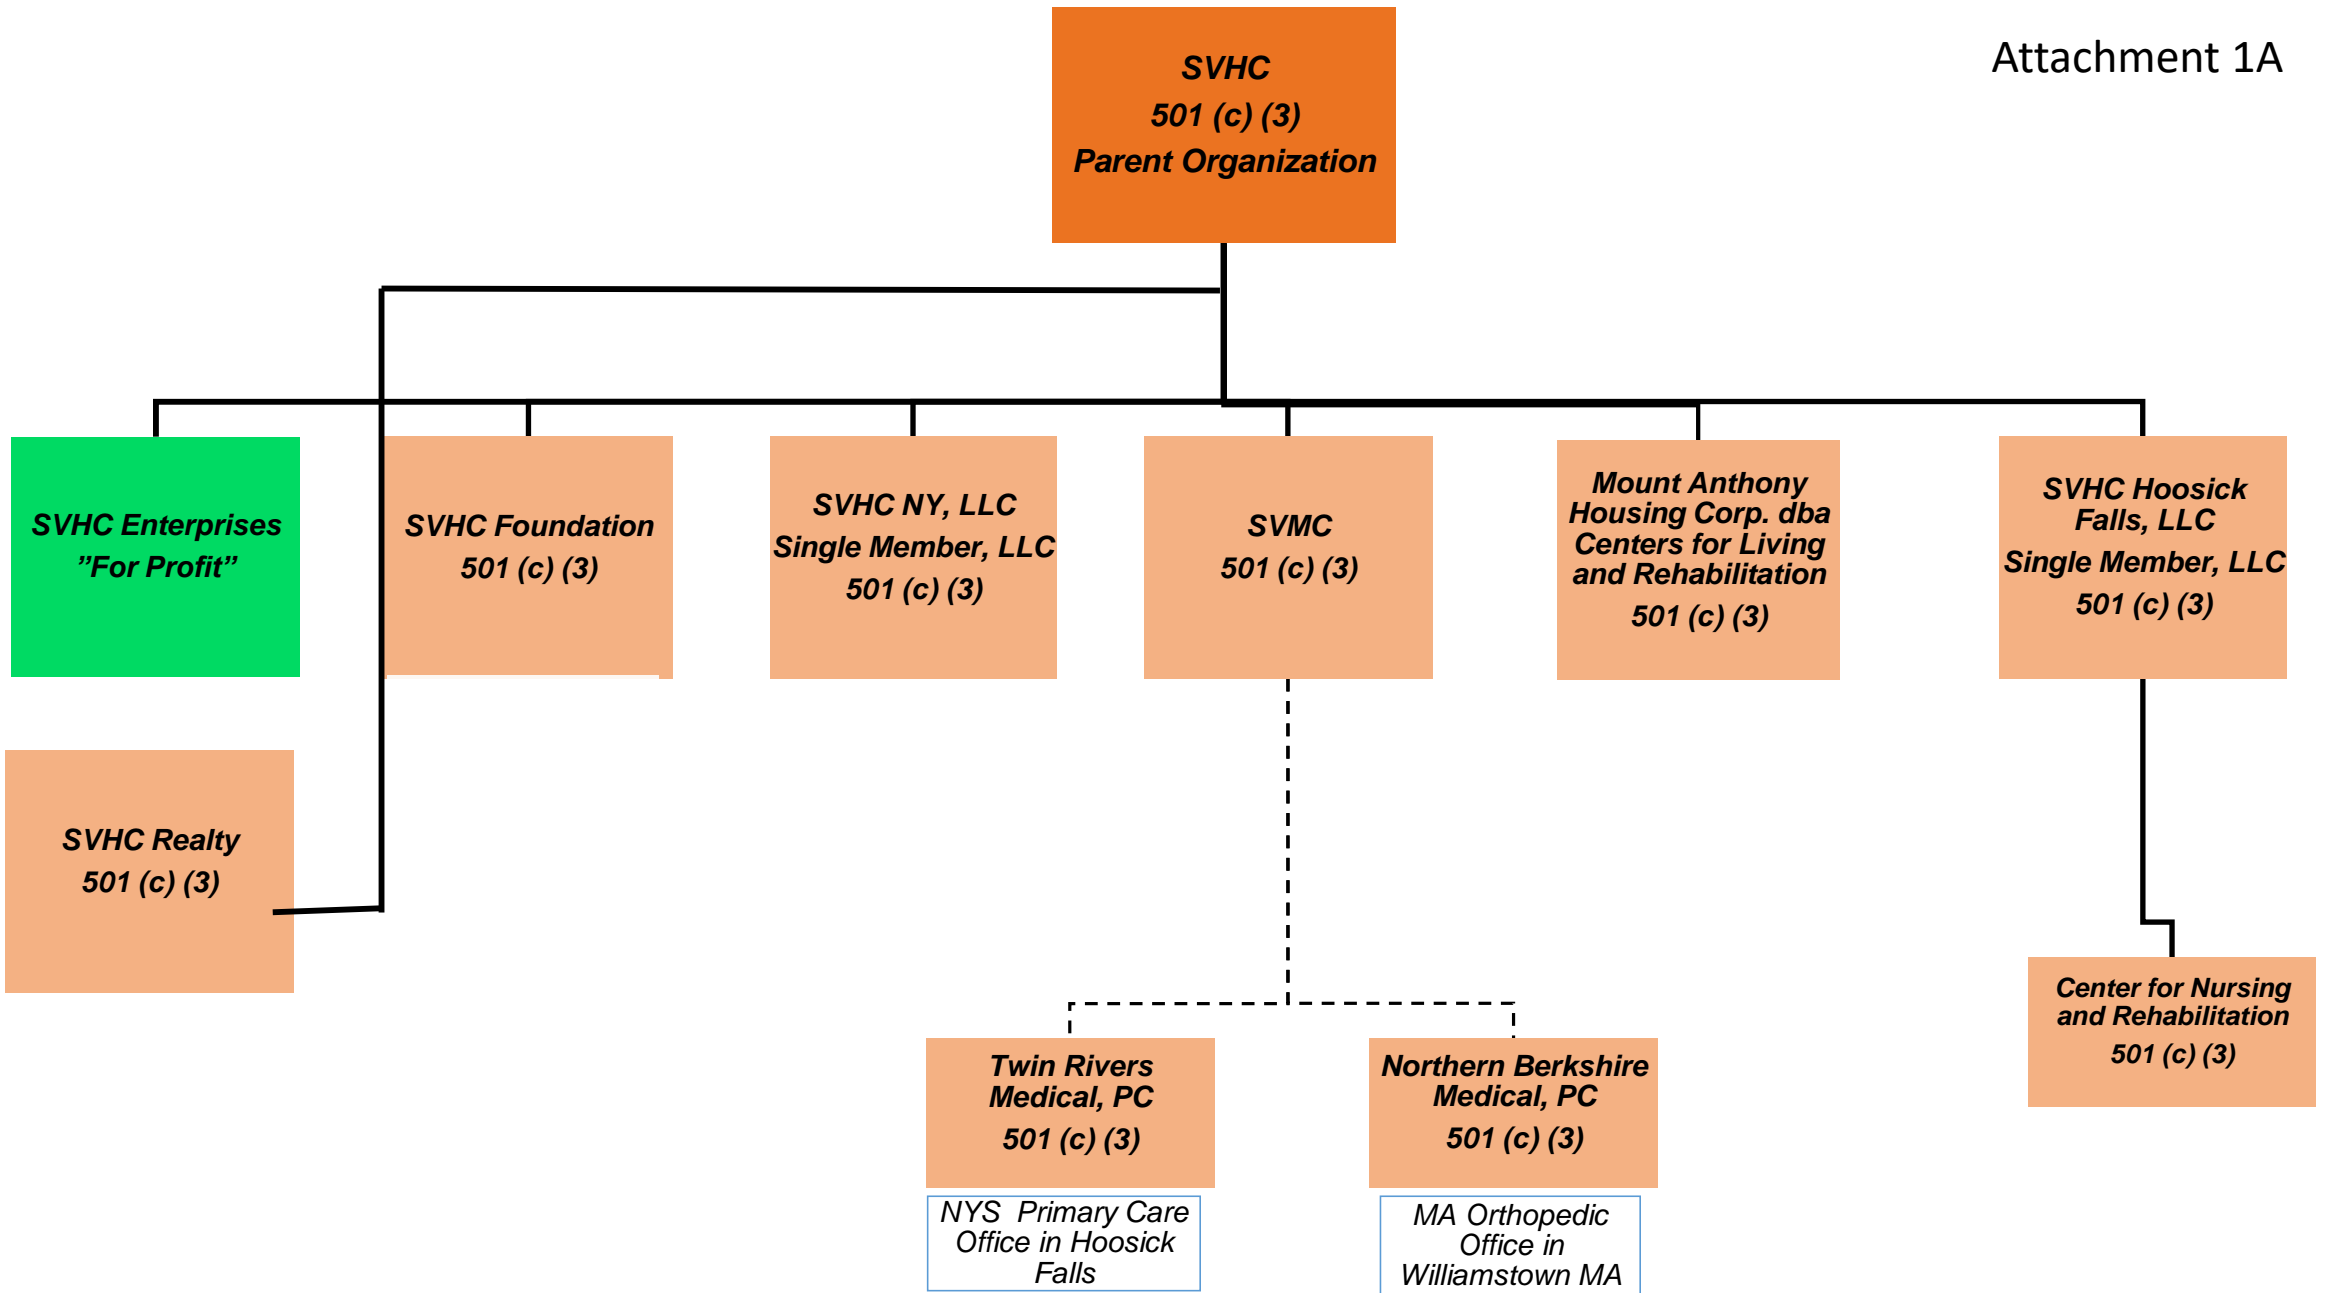 Attachment 1A
SVHC
501 (c) (3)
Parent Organization
SVHC Enterprises
”For Profit”
SVHC Foundation
501 (c) (3)
SVHC NY, LLC
Single Member, LLC
501 (c) (3)
SVMC
501 (c) (3)
Mount Anthony
Housing Corp. dba
Centers for Living
and Rehabilitation
501 (c) (3)
SVHC Hoosick
Falls, LLC
Single Member, LLC
501 (c) (3)
SVHC Realty
501 (c) (3)
Center for Nursing
and Rehabilitation
501 (c) (3)
Twin Rivers
Medical, PC
501 (c) (3)
Northern Berkshire
Medical, PC
501 (c) (3)
NYS  Primary Care
Office in Hoosick
Falls
MA Orthopedic
Office in
Williamstown MA